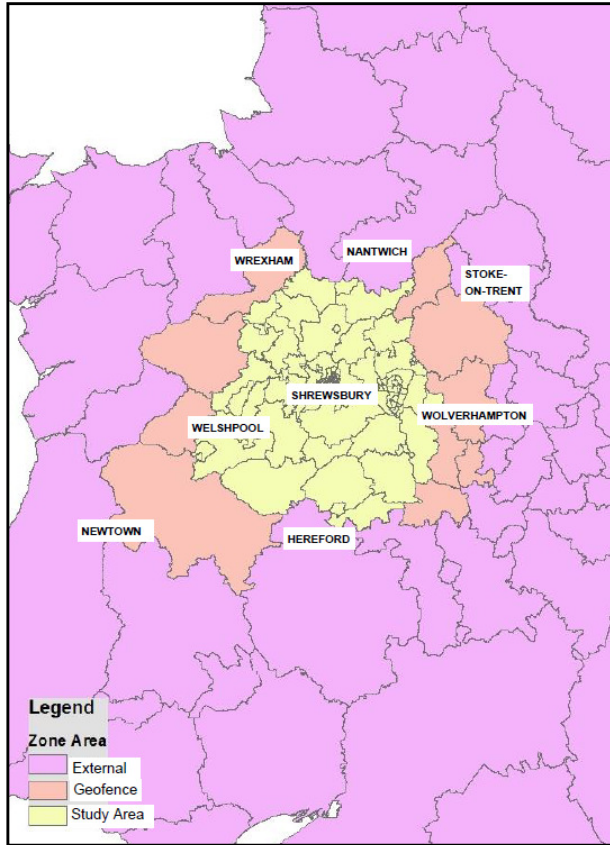 WREXHAM
NANTWICH
STOKE-
ON-TRENT
SHREWSBURY
WELSHPOOL
WOLVERHAMPTON
NEWTOWN
HEREFORD
Legend
Zone Area
External
Geofence
Study Area